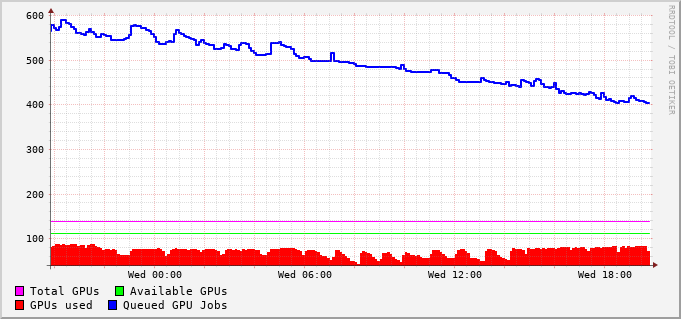 600
500
400
300
200
100
Wed 00:00 Wed 06:00 Wed 12:00 Wed 18:00
Total GPUs Available GPUs
GPUs used Queued GPU Jobs
RRDTOOL / TOBI OETIKER